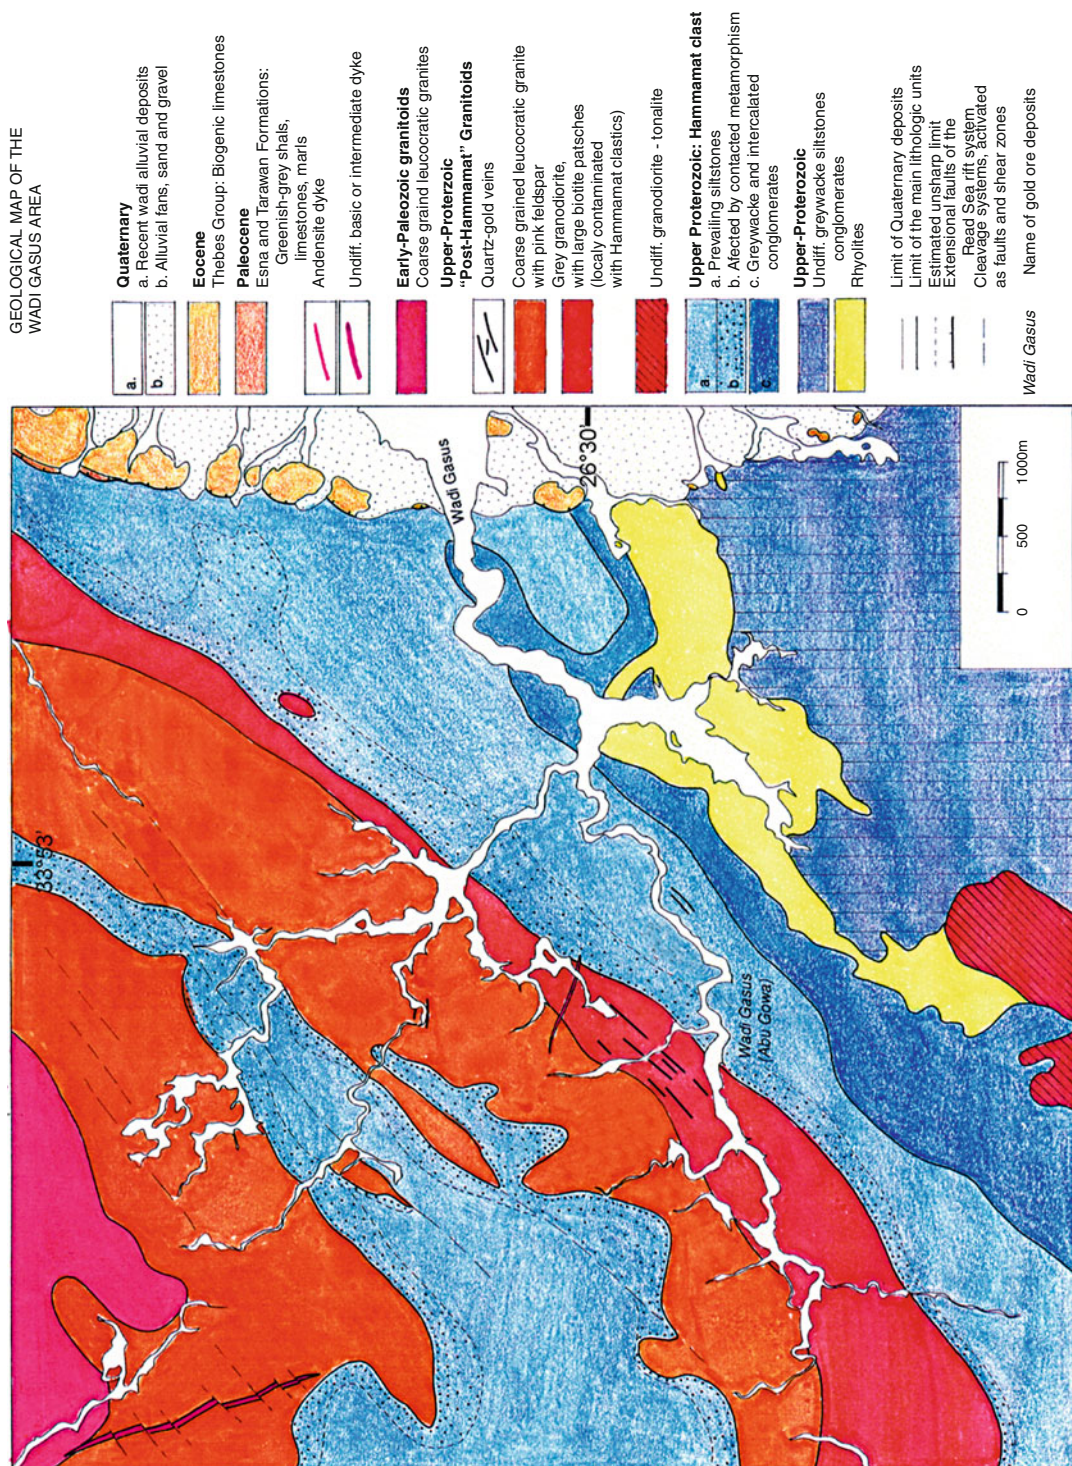 GEOLOGICAL MAP OF THE
WADI GASUS AREA
Quaternary
a.
a. Recent wadi alluvial deposits
b.
b. Alluvial fans, sand and gravel
Eocene
Thebes Group: Biogenic limestones
Paleocene
Esna and Tarawan Formations:
Greenish-grey shals,
limestones, marls
Andensite dyke
Undiff. basic or intermediate dyke
Early-Paleozoic granitoids
Coarse graind leucocratic granites
Upper-Proterzoic
"Post-Hammamat" Granitoids
Quartz-gold veins
Coarse grained leucocratic granite
with pink feldspar
G.rey granodiorite,
with large biotite patsches
(localy contaminated
with Hammamat clastics)
Undiff. granodiorite - tonalite
Upper Proterozoic: Hammamat clast
a
a. Prevailing siltstones
b
b. Afected by contacted metamorphism
c.
c. Greywacke and intercalated
conglomerates
Upper-Proterozoic
Undiff. greywacke siltstones
conglomerates
Rhyolites
Limit of Quaternary deposits
Limit of the main lithologic units
Estimated unsharp limit
Extensional faults of the
Read Sea rift system
Cleavage systems, activated
as faults and shear zones
Wadi Gasus
Name of gold ore deposits
33°53'
Wadi Gasus
26°30'
Wadi Gasus
(Abu Gowa)
0
500
1000m